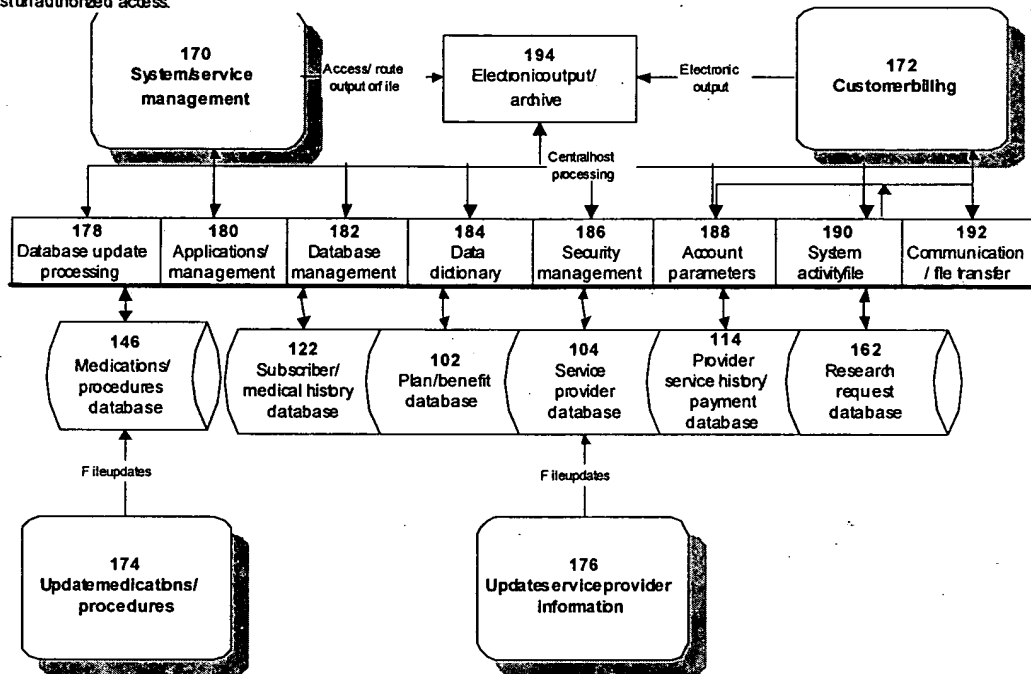 st unauthorized access.
170
System/service
management
Access/ route
output or file
194
Electronic output/
archive
Electronic
output
172
Customer billing
Central host
processing
178
Database update
processing
180
Applications/
management
182
Database
management
184
Data
dictionary
186
Security
management
188
Account
parameters
190
System
activity file
192
Communication
/ file transfer
146
Medications/
procedures
database
122
Subscriber/
medical history
database
102
Plan/benefit
database
104
Service
provider
database
114
Provider
service history/
payment
database
162
Research
request
database
File updates
File updates
174
Update medications/
procedures
176
Update service provider
Information